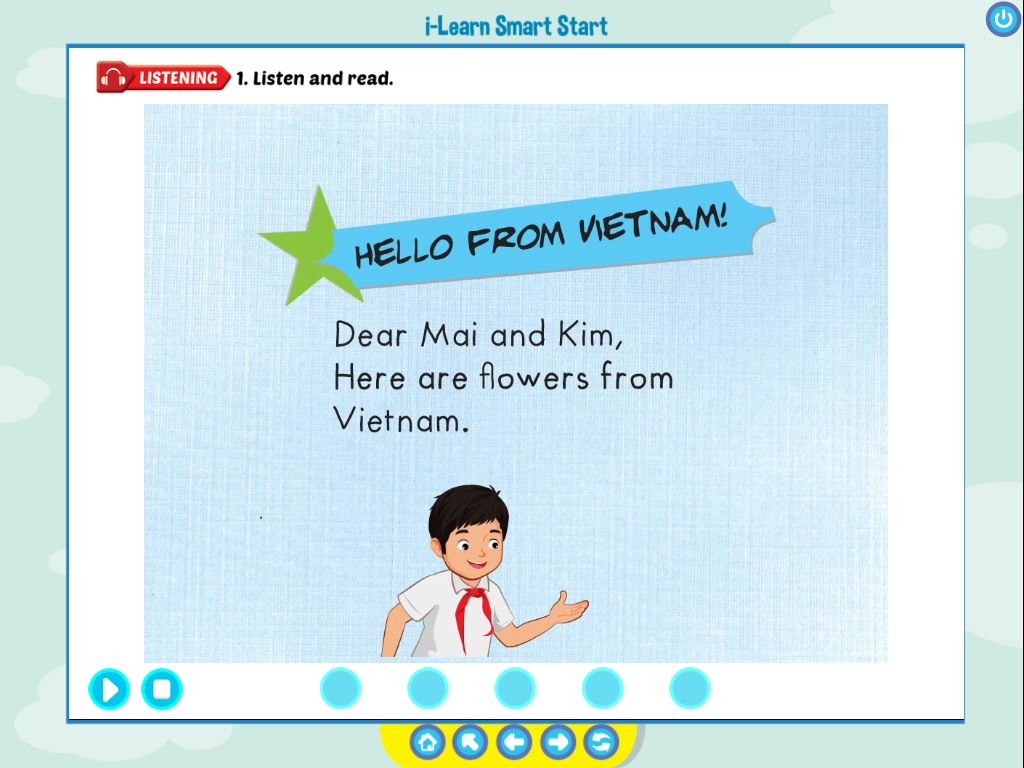 i-Learn Smart Start
LISTENING 1. Listen and read.
HELLO FROM VIETNAM!
Dear Mai and Kim,
Here are flowers from
Vietnam.